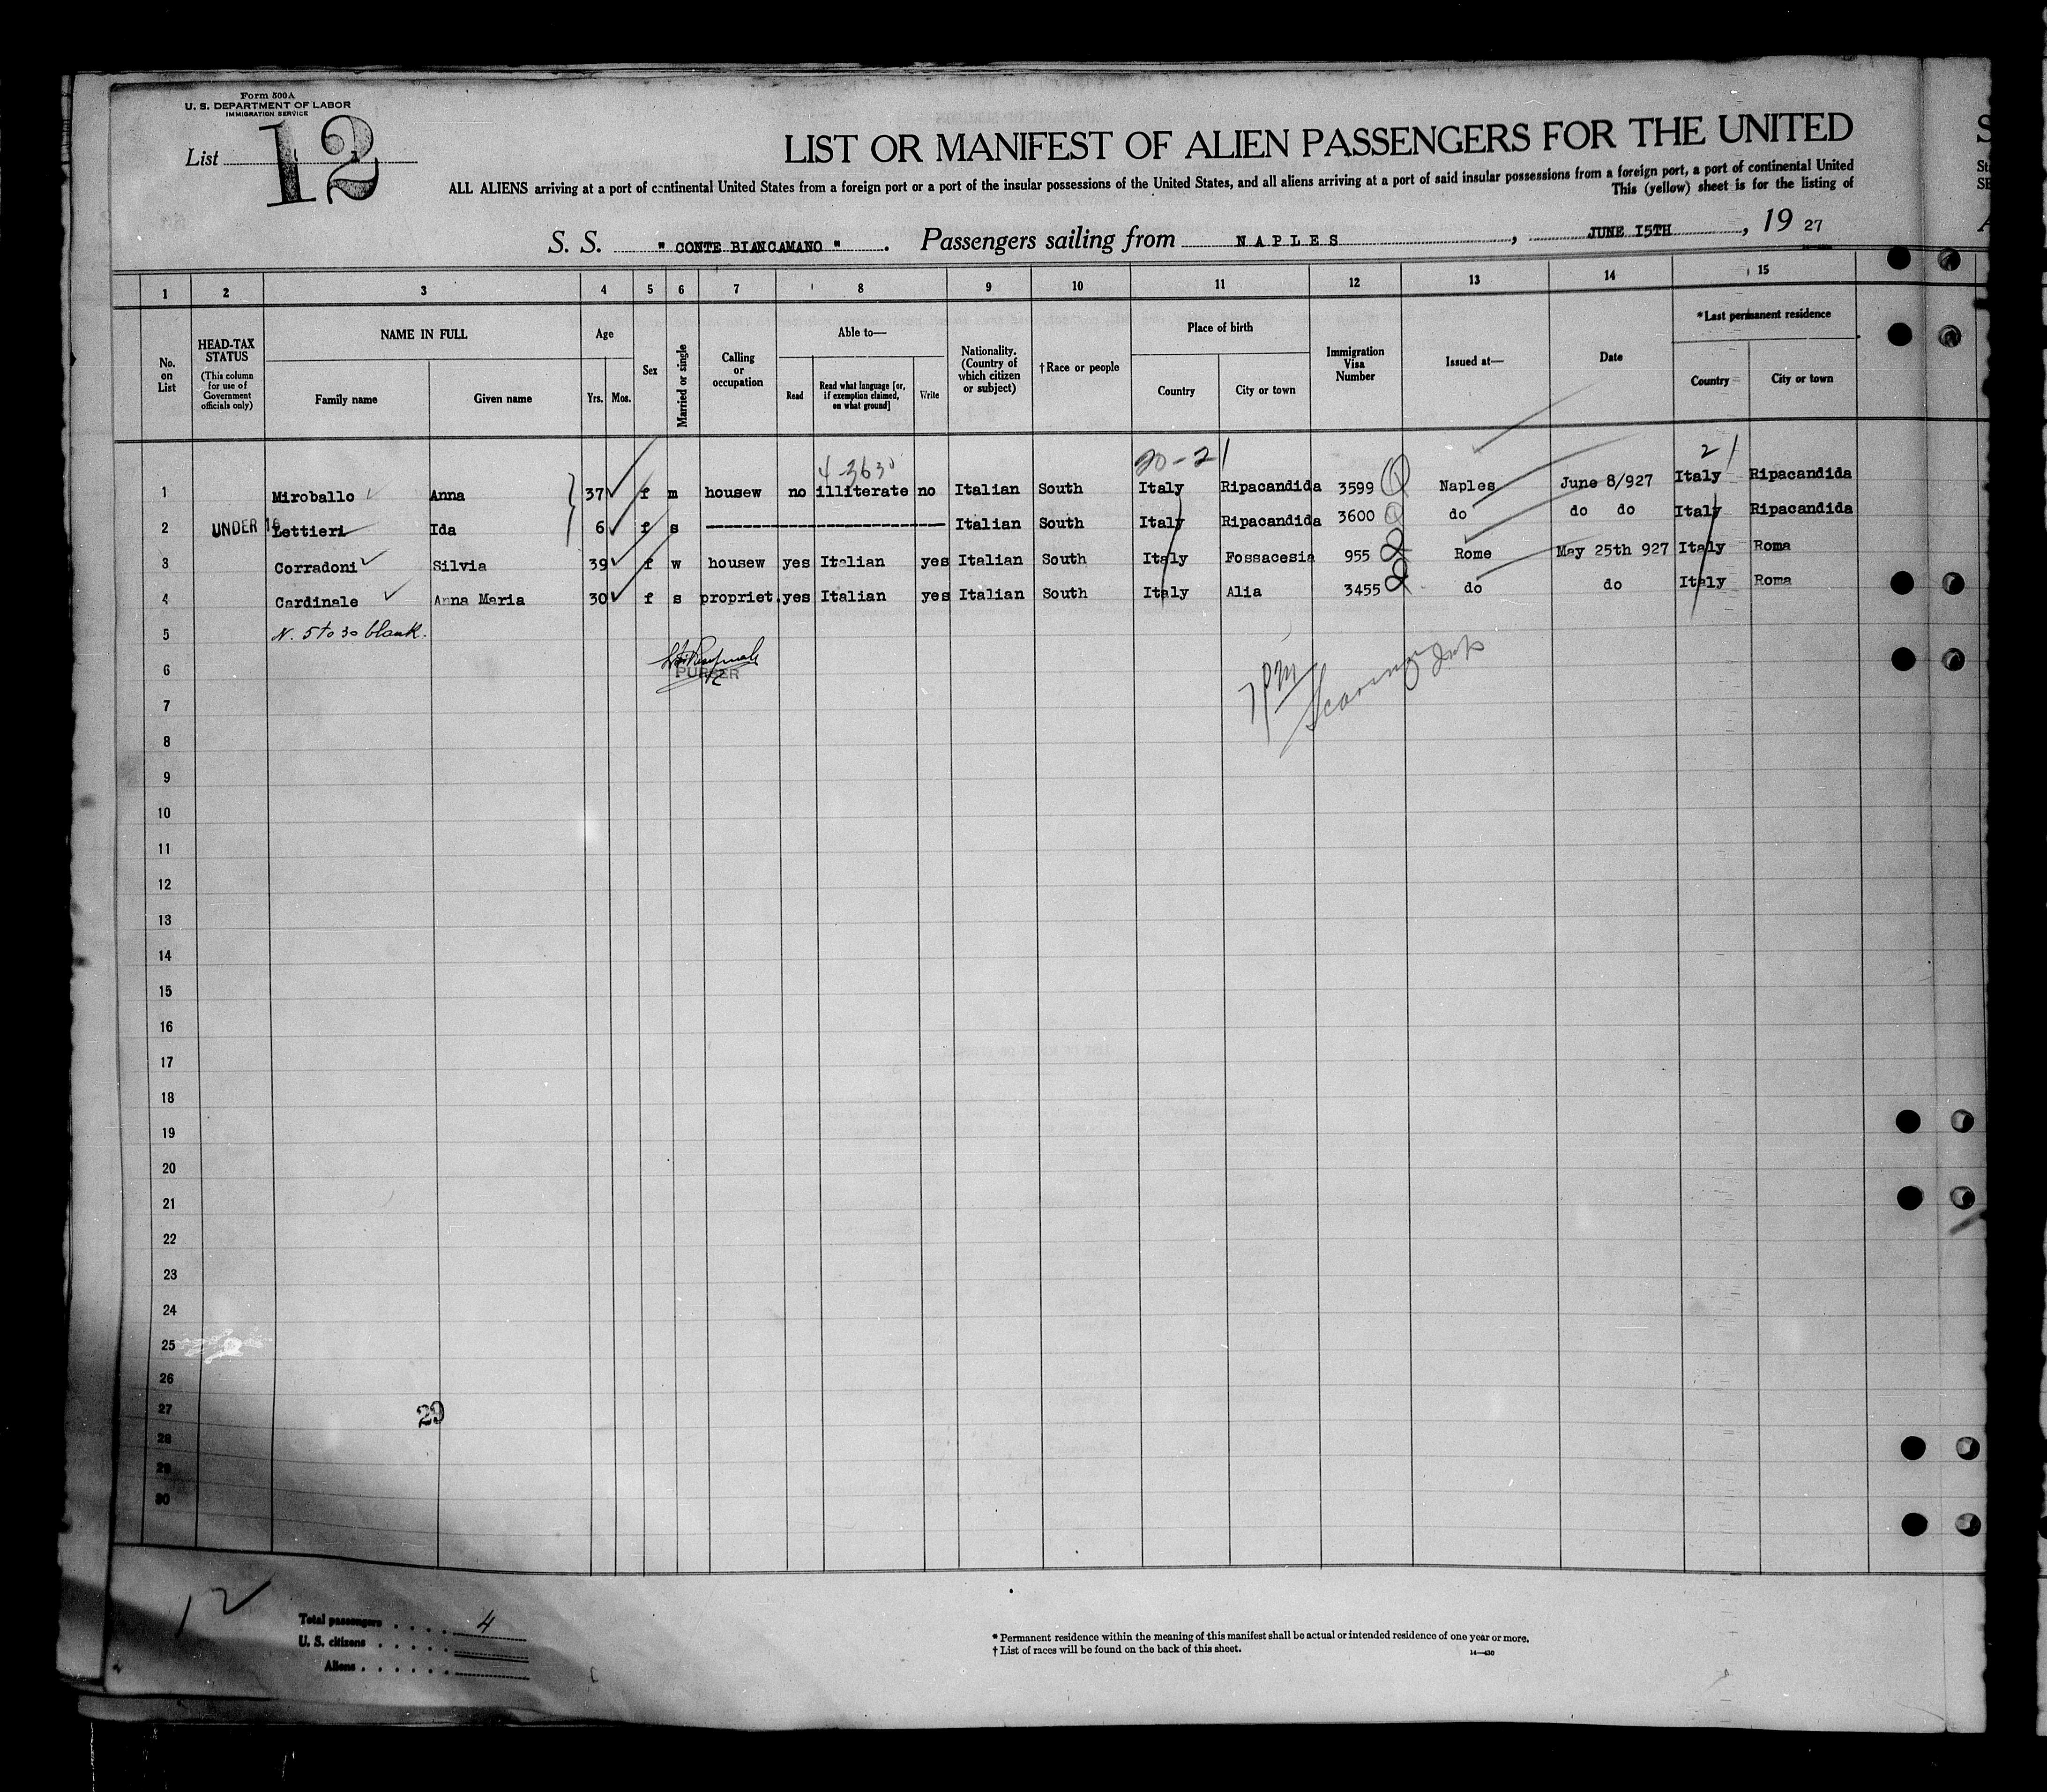 Form 500A
U. S. DEPARTMENT OF LABOR
IMMIGRATION SERVICE
List 12
LIST OR MANIFEST OF ALIEN PASSENGERS FOR THE UNITED
ALL ALIENS arriving at a port of continental United States from a foreign port or a port of the insular possessions of the United States, and all aliens arriving at a port of said insular possessions from a foreign port, a port of continental United
This (yellow) sheet is for the listing of
S. S. " CONTE BIANCAMANO " . Passengers sailing from NAPLES , JUNE 15TH , 19 27
1 2 3 4 5 6 7 8 9 10 11 12 13 14 15
No. on List
HEAD-TAX STATUS (This column for use of Government officials only)
NAME IN FULL
Family name Given name
Age
Yrs. Mos.
Sex
Married or single
Calling or occupation
Able to—
Read
Read what language [or, if exemption claimed, on what ground]
Write
Nationality. (Country of which citizen or subject)
†Race or people
Place of birth
Country City or town
Immigration Visa Number
Issued at—
Date
*Last permanent residence
Country City or town
20-21 21
1 Miroballo Anna 37 f m housew no illiterate no Italian South Italy Ripacandida 3599 Naples June 8/927 Italy Ripacandida
2 UNDER 16 Lettieri Ida 6 f s Italian South Italy Ripacandida 3600 do do do Italy Ripacandida
3 Corradoni Silvia 39 f w housew yes Italian yes Italian South Italy Fossacesia 955 Rome May 25th 927 Italy Roma
4 Cardinale Anna Maria 30 f s propriet. yes Italian yes Italian South Italy Alia 3455 do do Italy Roma
5 N. 5 to 30 blank.
6 PURSER
7
8
9
10
11
12
13
14
15
16
17
18
19
20
21
22
23
24
25
26
27 29
28
29
30
12
Total passengers . . . . 4
U. S. citizens . . . . .
Aliens . . . . . .
* Permanent residence within the meaning of this manifest shall be actual or intended residence of one year or more.
† List of races will be found on the back of this sheet.
14—430